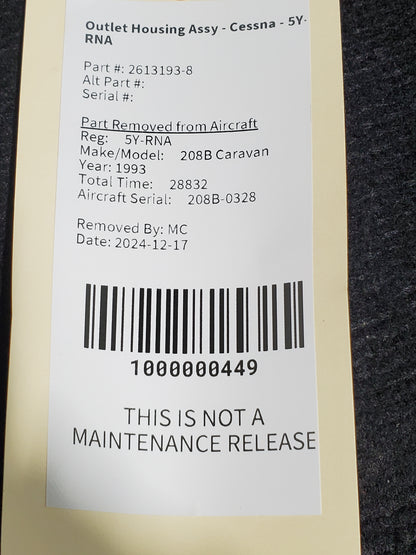 Outlet Housing Assy - Cessna - 5Y-
RNA
Part #: 2613193-8
Alt Part #:
Serial #:
Part Removed from Aircraft
Reg: 5Y-RNA
Make/Model: 208B Caravan
Year: 1993
Total Time: 28832
Aircraft Serial: 208B-0328
Removed By: MC
Date: 2024-12-17
1000000449
THIS IS NOT A
MAINTENANCE RELEASE